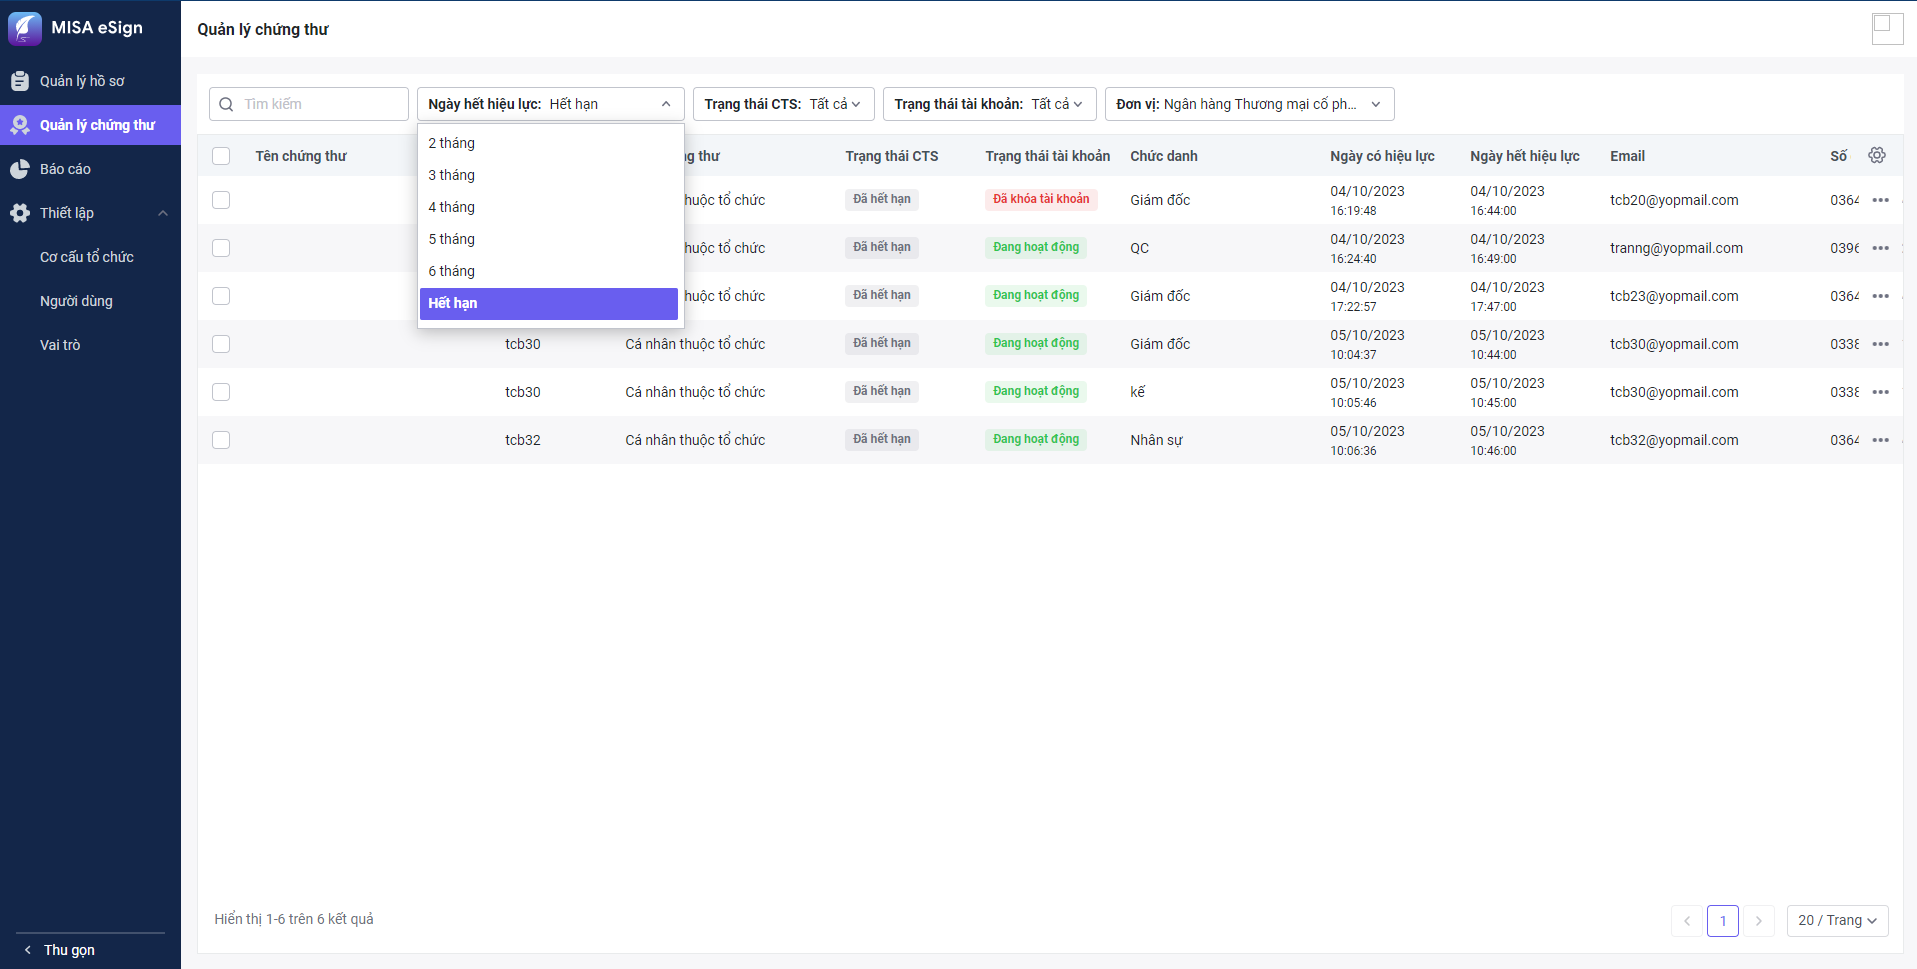 MISA eSign
Quản lý chứng thư
Quản lý hồ sơ
Quản lý chứng thư
Báo cáo
Thiết lập
Cơ cấu tổ chức
Người dùng
Vai trò
Thu gọn
Tìm kiếm
Ngày hết hiệu lực: Hết hạn
Trạng thái CTS: Tất cả
Trạng thái tài khoản: Tất cả
Đơn vị: Ngân hàng Thương mại cổ ph...
2 tháng
3 tháng
4 tháng
5 tháng
6 tháng
Hết hạn
Tên chứng thư thư Trạng thái CTS Trạng thái tài khoản Chức danh Ngày có hiệu lực Ngày hết hiệu lực Email Số
thuộc tổ chức Đã hết hạn Đã khóa tài khoản Giám đốc 04/10/2023 04/10/2023 tcb20@yopmail.com 0364
16:19:48 16:44:00
thuộc tổ chức Đã hết hạn Đang hoạt động QC 04/10/2023 04/10/2023 tranng@yopmail.com 0396
16:24:40 16:49:00
thuộc tổ chức Đã hết hạn Đang hoạt động Giám đốc 04/10/2023 04/10/2023 tcb23@yopmail.com 0364
17:22:57 17:47:00
tcb30 Cá nhân thuộc tổ chức Đã hết hạn Đang hoạt động Giám đốc 05/10/2023 05/10/2023 tcb30@yopmail.com 0338
10:04:37 10:44:00
tcb30 Cá nhân thuộc tổ chức Đã hết hạn Đang hoạt động kế 05/10/2023 05/10/2023 tcb30@yopmail.com 0338
10:05:46 10:45:00
tcb32 Cá nhân thuộc tổ chức Đã hết hạn Đang hoạt động Nhân sự 05/10/2023 05/10/2023 tcb32@yopmail.com 0364
10:06:36 10:46:00
Hiển thị 1-6 trên 6 kết quả
1
20 / Trang